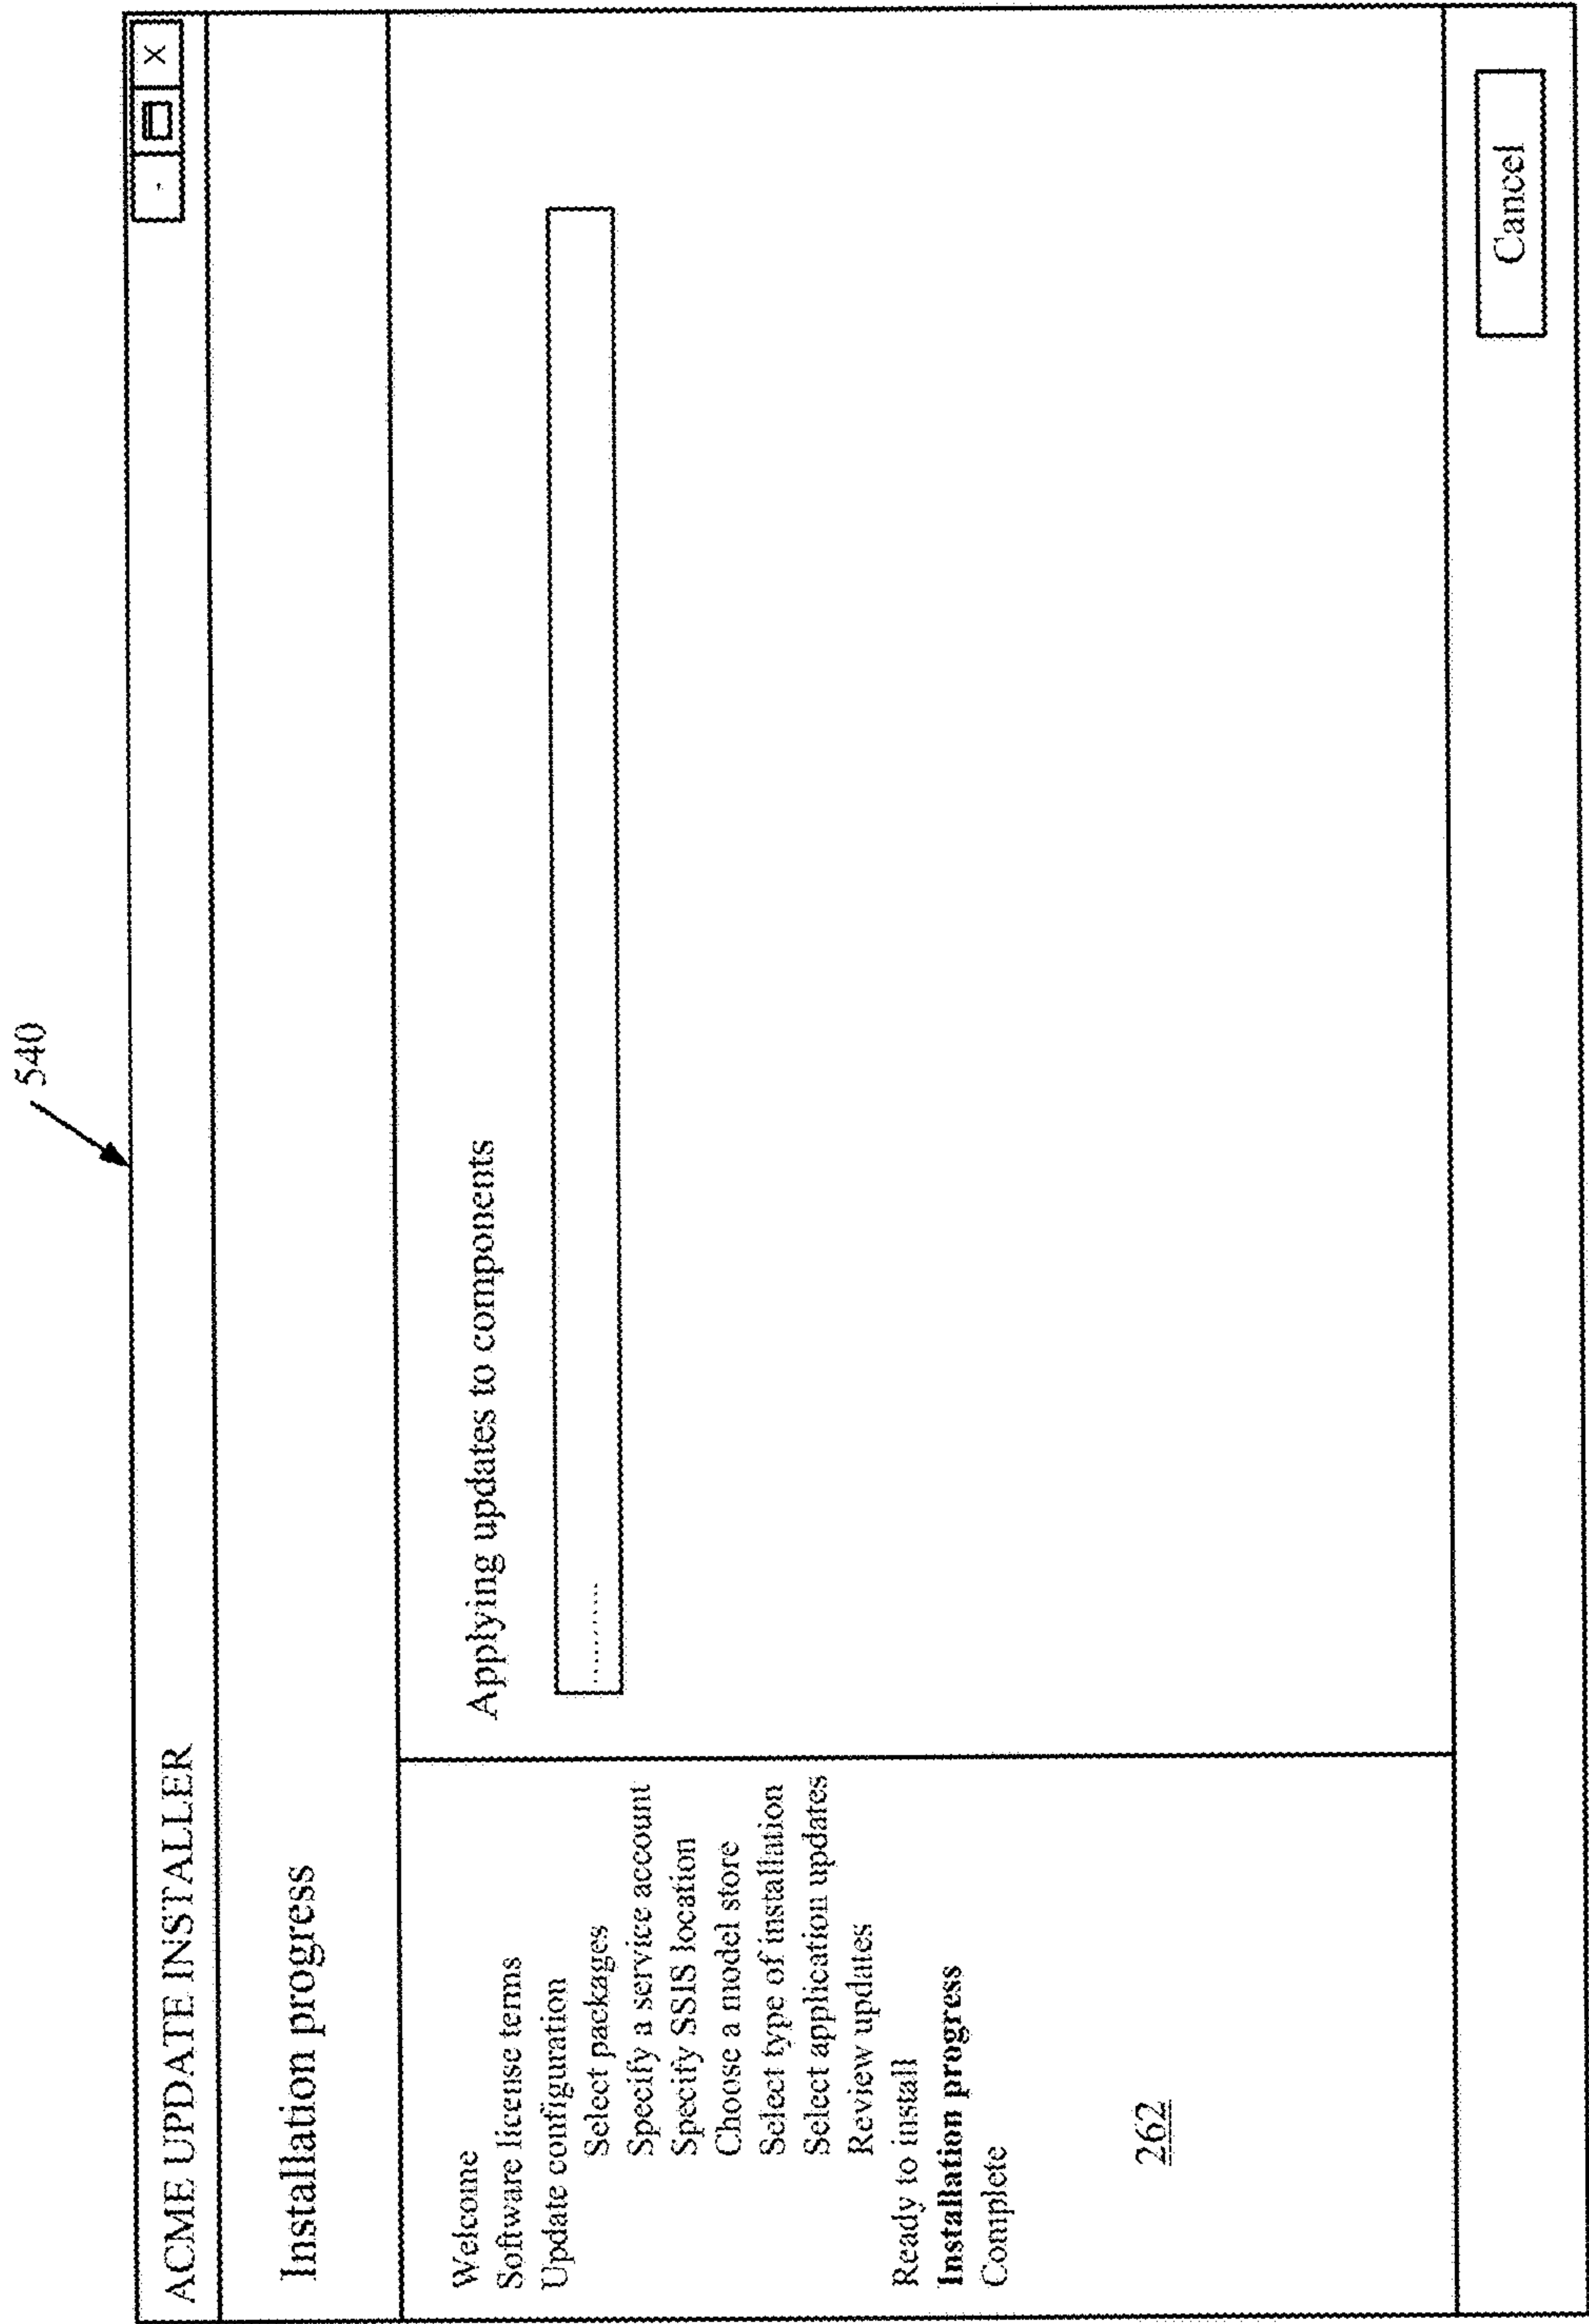 540
ACME UPDATE INSTALLER
- X
Installation progress
Welcome
Software license terms
Update configuration
Select packages
Specify a service account
Specify SSIS location
Choose a model store
Select type of installation
Select application updates
Review updates
Ready to install
Installation progress
Complete
262
Applying updates to components
Cancel